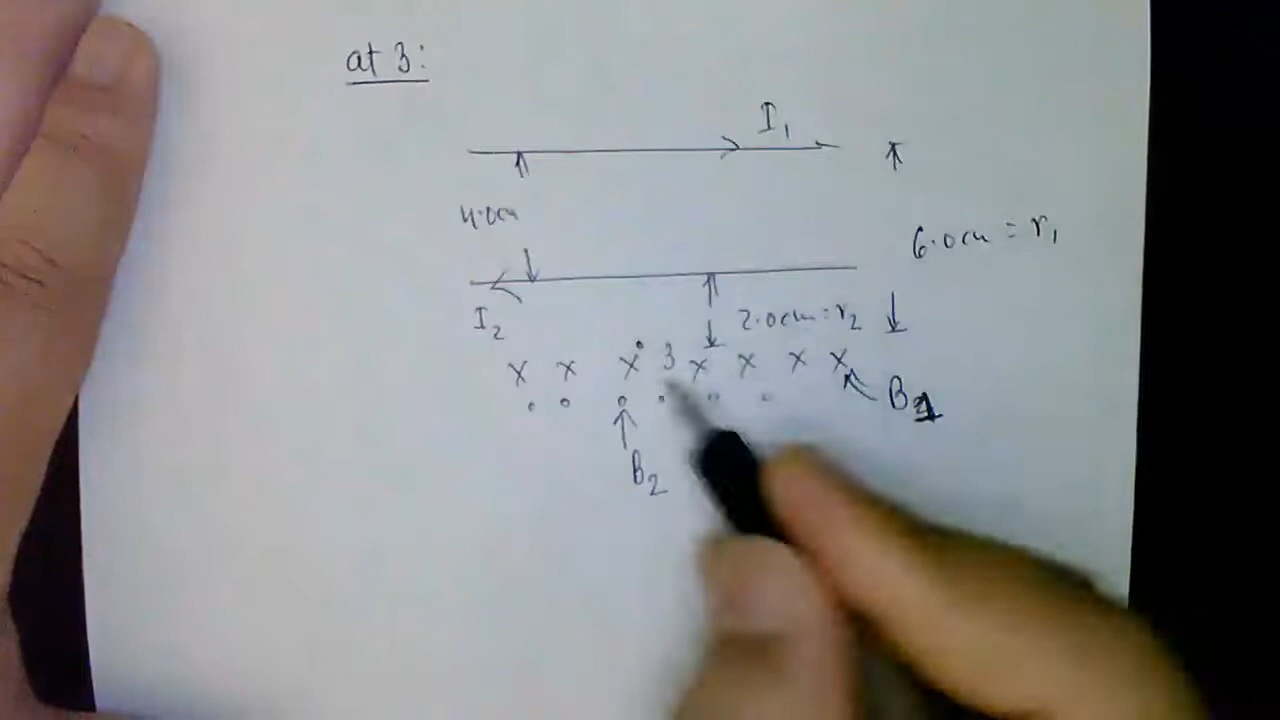 at 3:
I₁
4.0cm
6.0cm = r₁
I₂
2.0cm = r₂
x x x 3 x x x x
B₁
B₂